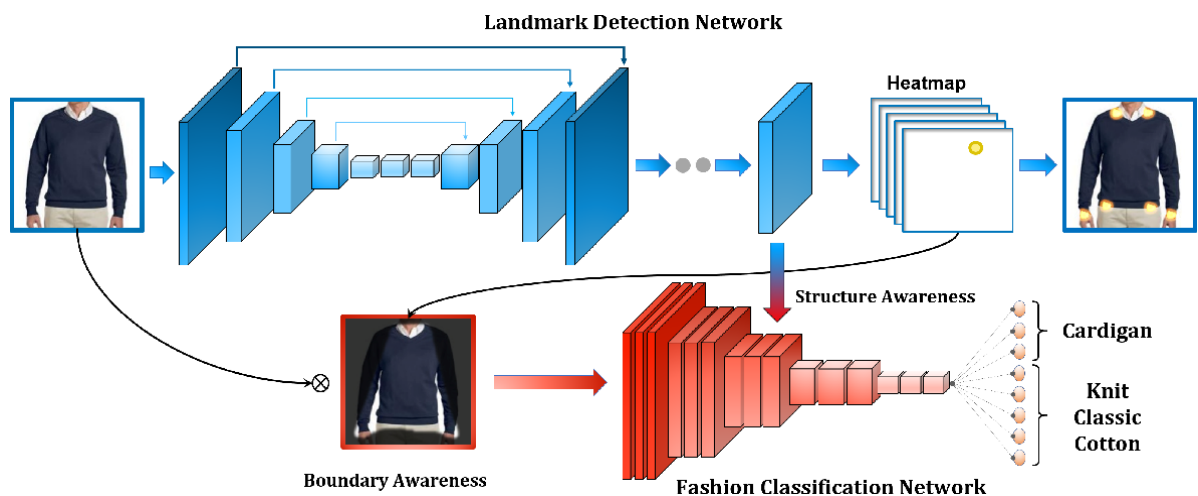 Landmark Detection Network
Heatmap
Structure Awareness
Cardigan
Knit
Classic
Cotton
Boundary Awareness
Fashion Classification Network